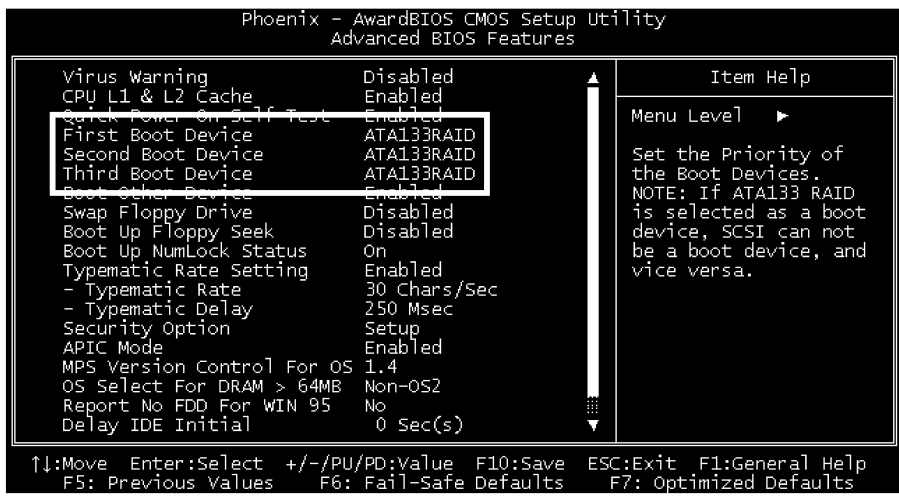 Phoenix - AwardBIOS CMOS Setup Utility
Advanced BIOS Features
Virus Warning Disabled
CPU L1 & L2 Cache Enabled
Quick Power On Self Test Enabled
First Boot Device ATA133RAID
Second Boot Device ATA133RAID
Third Boot Device ATA133RAID
Boot Other Device Enabled
Swap Floppy Drive Disabled
Boot Up Floppy Seek Disabled
Boot Up NumLock Status On
Typematic Rate Setting Enabled
- Typematic Rate 30 Chars/Sec
- Typematic Delay 250 Msec
Security Option Setup
APIC Mode Enabled
MPS Version Control For OS 1.4
OS Select For DRAM > 64MB Non-OS2
Report No FDD For WIN 95 No
Delay IDE Initial 0 Sec(s)
Item Help
Menu Level ►
Set the Priority of
the Boot Devices.
NOTE: If ATA133 RAID
is selected as a boot
device, SCSI can not
be a boot device, and
vice versa.
↑↓:Move Enter:Select +/-/PU/PD:Value F10:Save ESC:Exit F1:General Help
F5: Previous Values F6: Fail-Safe Defaults F7: Optimized Defaults